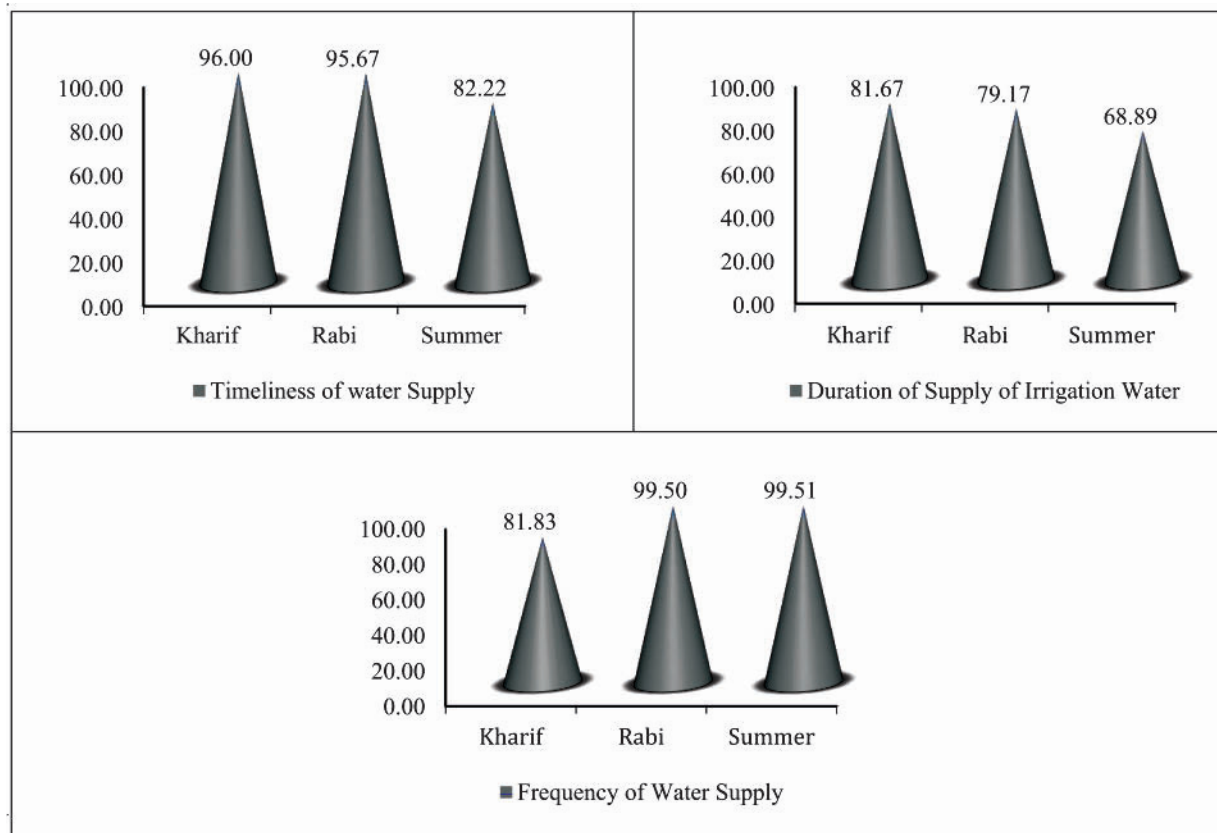 96.00
95.67
82.22
100.00
80.00
60.00
40.00
20.00
0.00
Kharif
Rabi
Summer
Timeliness of water Supply
81.67
79.17
68.89
100.00
80.00
60.00
40.00
20.00
0.00
Kharif
Rabi
Summer
Duration of Supply of Irrigation Water
81.83
99.50
99.51
100.00
80.00
60.00
40.00
20.00
0.00
Kharif
Rabi
Summer
Frequency of Water Supply